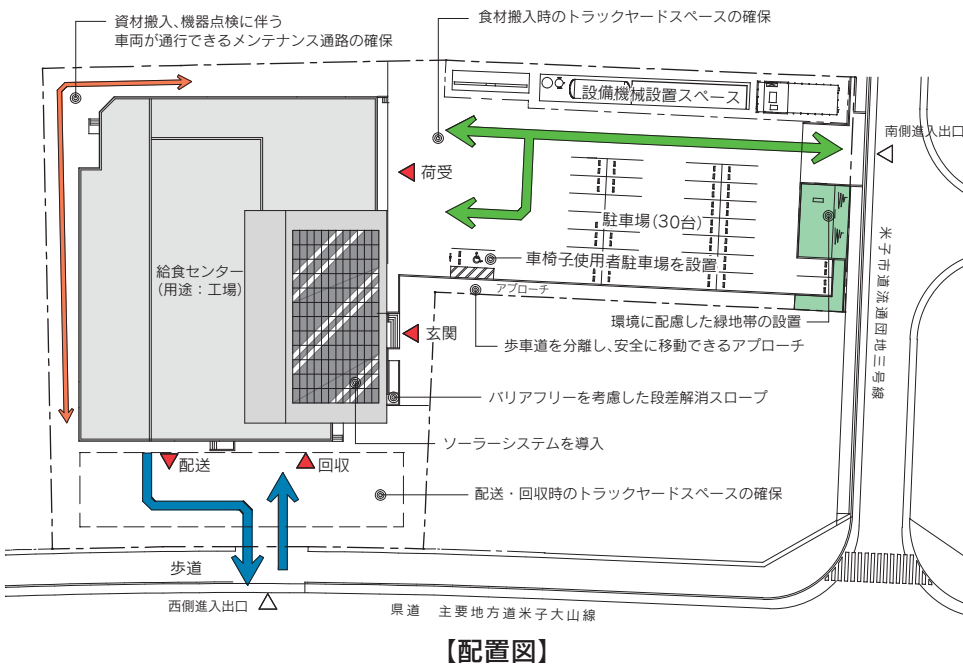 資材搬入、機器点検に伴う
車両が通行できるメンテナンス通路の確保
食材搬入時のトラックヤードスペースの確保
設備機械設置スペース
南側進入出口
荷受
駐車場(30台)
車椅子使用者駐車場を設置
給食センター
(用途：工場)
アプローチ
環境に配慮した緑地帯の設置
米子市道流通団地三号線
玄関
歩車道を分離し、安全に移動できるアプローチ
バリアフリーを考慮した段差解消スロープ
ソーラーシステムを導入
配送
回収
配送・回収時のトラックヤードスペースの確保
歩道
西側進入出口
県道 主要地方道米子大山線
【配置図】